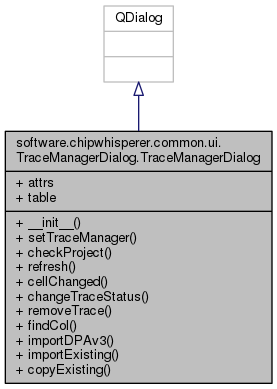 QDialog
software.chipwhisperer.common.ui.
TraceManagerDialog.TraceManagerDialog
+ attrs
+ table
+ __init__()
+ setTraceManager()
+ checkProject()
+ refresh()
+ cellChanged()
+ changeTraceStatus()
+ removeTrace()
+ findCol()
+ importDPAv3()
+ importExisting()
+ copyExisting()